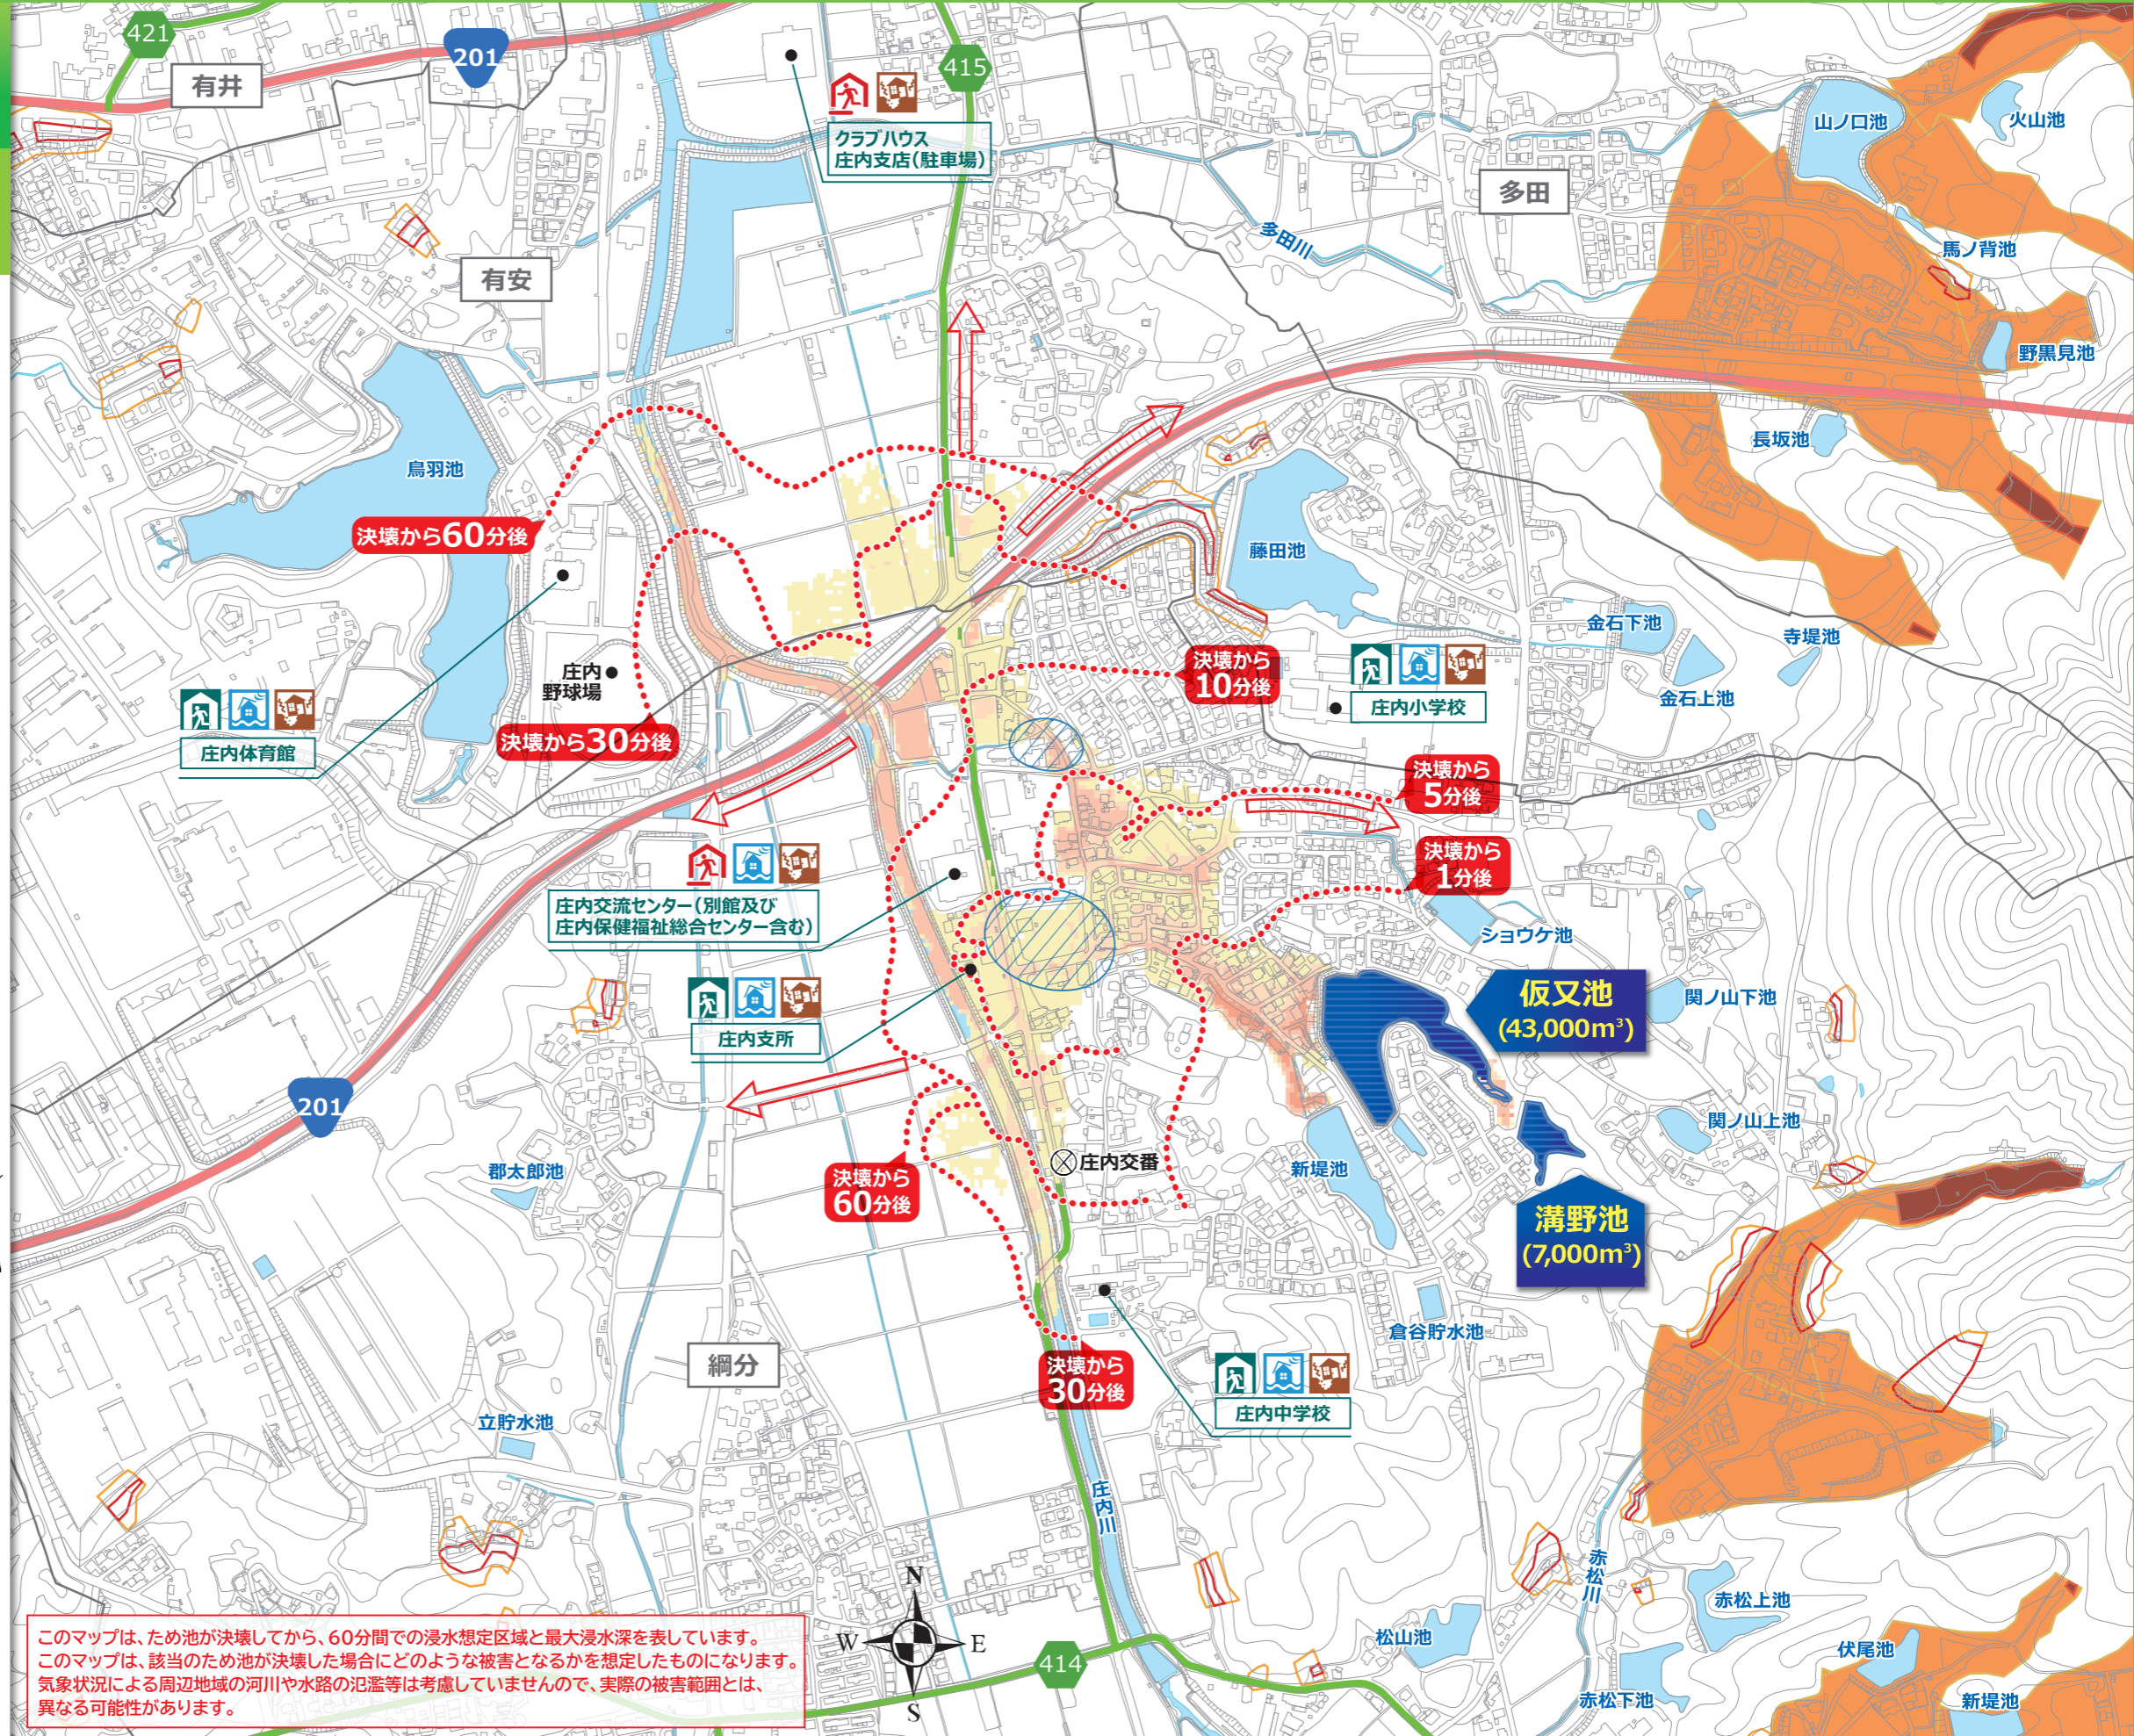 421
201
有井
415
クラブハウス
庄内支店(駐車場)
山ノ口池
火山池
多田
多田川
馬ノ背池
有安
野黒見池
長坂池
鳥羽池
決壊から60分後
藤田池
金石下池
寺堤池
庄内
野球場
決壊から
10分後
庄内小学校
金石上池
決壊から30分後
庄内体育館
決壊から
5分後
決壊から
1分後
庄内交流センター(別館及び
庄内保健福祉総合センター含む)
ショウケ池
仮又池
(43,000m³)
関ノ山下池
庄内支所
201
関ノ山上池
郡太郎池
決壊から
60分後
庄内交番
新堤池
溝野池
(7,000m³)
倉谷貯水池
綱分
決壊から
30分後
庄内中学校
立貯水池
庄内川
赤松川
赤松上池
松山池
伏尾池
赤松下池
新堤池
N
W
E
S
414
このマップは、ため池が決壊してから、60分間での浸水想定区域と最大浸水深を表しています。
このマップは、該当のため池が決壊した場合にどのような被害となるかを想定したものになります。
気象状況による周辺地域の河川や水路の氾濫等は考慮していませんので、実際の被害範囲とは、
異なる可能性があります。